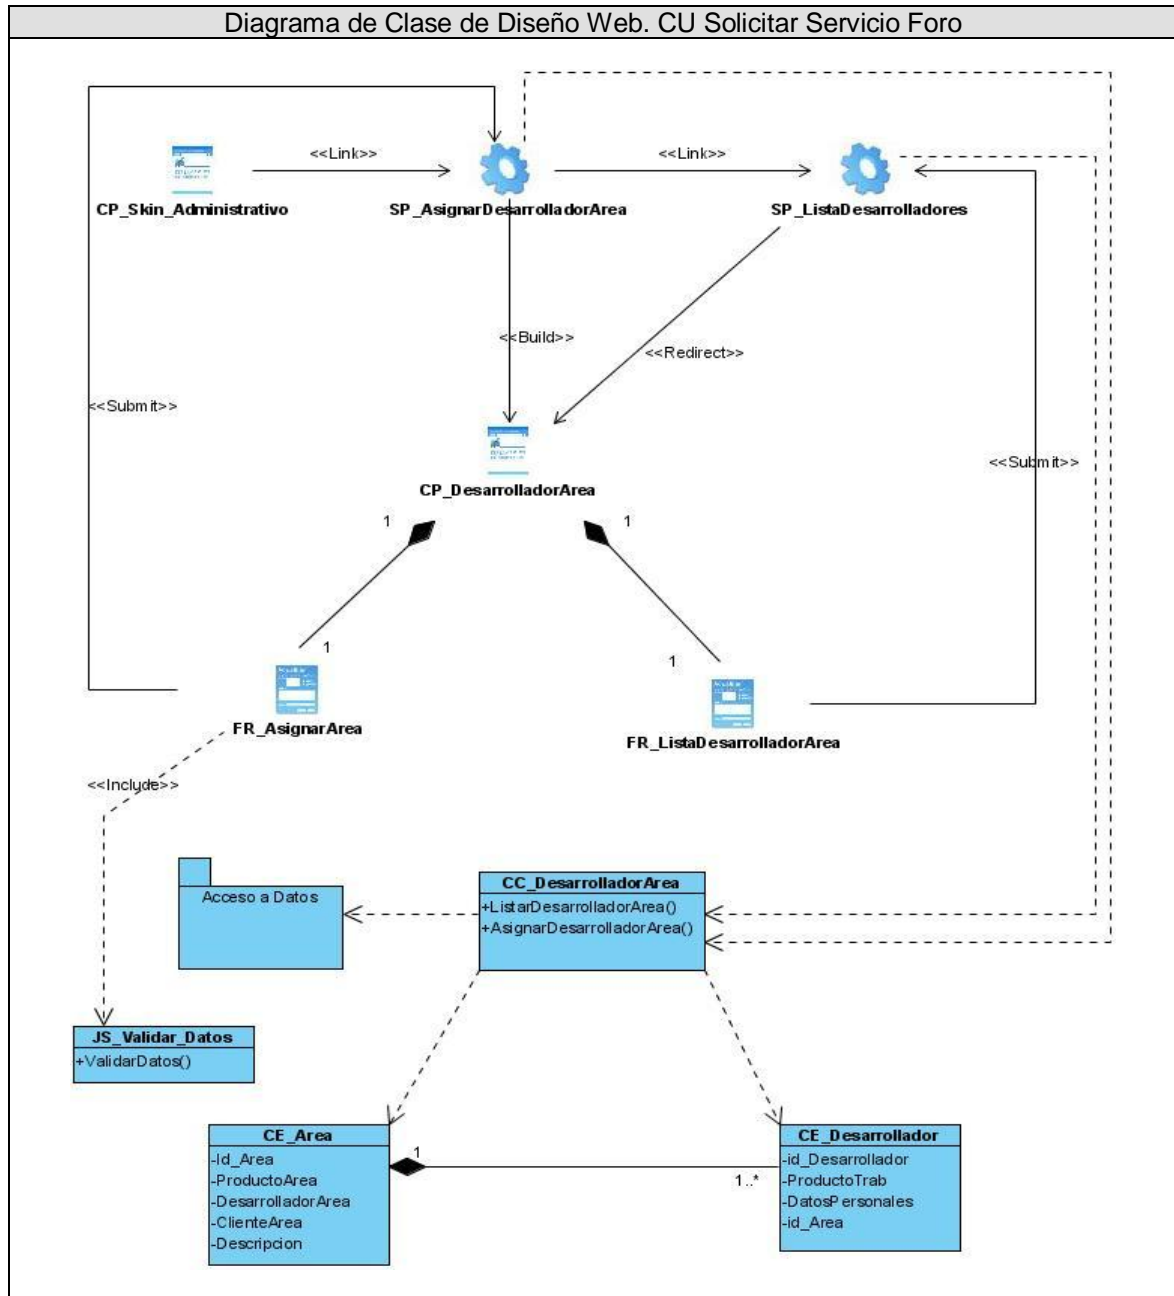 Diagrama de Clase de Diseño Web. CU Solicitar Servicio Foro
<<Link>>
<<Link>>
CP_Skin_Administrativo
SP_AsignarDesarrolladorArea
SP_ListaDesarrolladores
<<Build>>
<<Redirect>>
<<Submit>>
<<Submit>>
CP_DesarrolladorArea
1
1
1
1
FR_AsignarArea
FR_ListaDesarrolladorArea
<<Include>>
Acceso a Datos
CC_DesarrolladorArea
+ListarDesarrolladorArea()
+AsignarDesarrolladorArea()
JS_Validar_Datos
+ValidarDatos()
CE_Area
-Id_Area
-ProductoArea
-DesarrolladorArea
-ClienteArea
-Descripcion
1
1..*
CE_Desarrollador
-id_Desarrollador
-ProductoTrab
-DatosPersonales
-id_Area